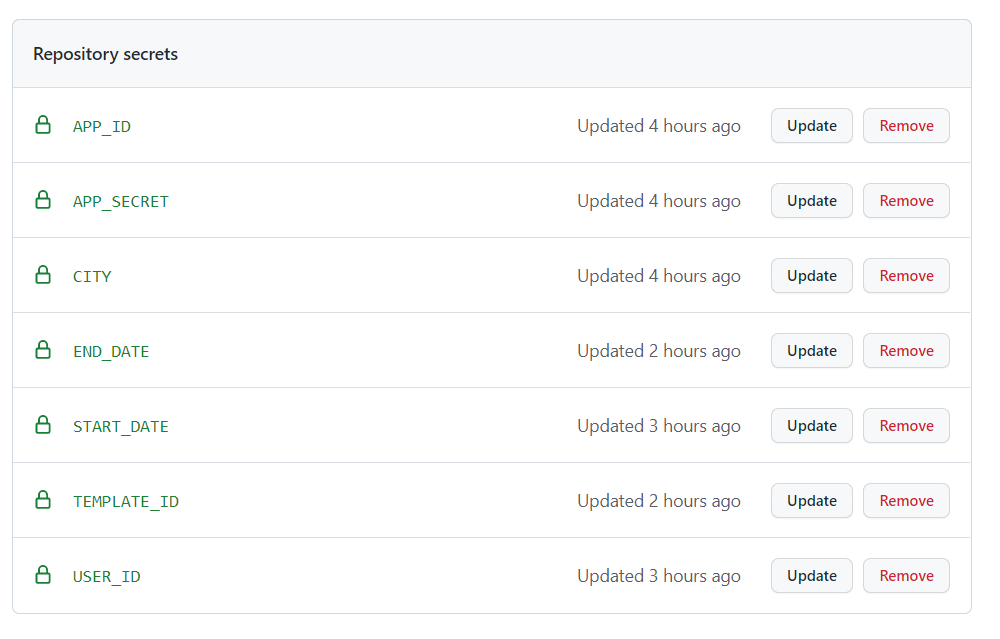 Repository secrets
APP_ID Updated 4 hours ago Update Remove
APP_SECRET Updated 4 hours ago Update Remove
CITY Updated 4 hours ago Update Remove
END_DATE Updated 2 hours ago Update Remove
START_DATE Updated 3 hours ago Update Remove
TEMPLATE_ID Updated 2 hours ago Update Remove
USER_ID Updated 3 hours ago Update Remove